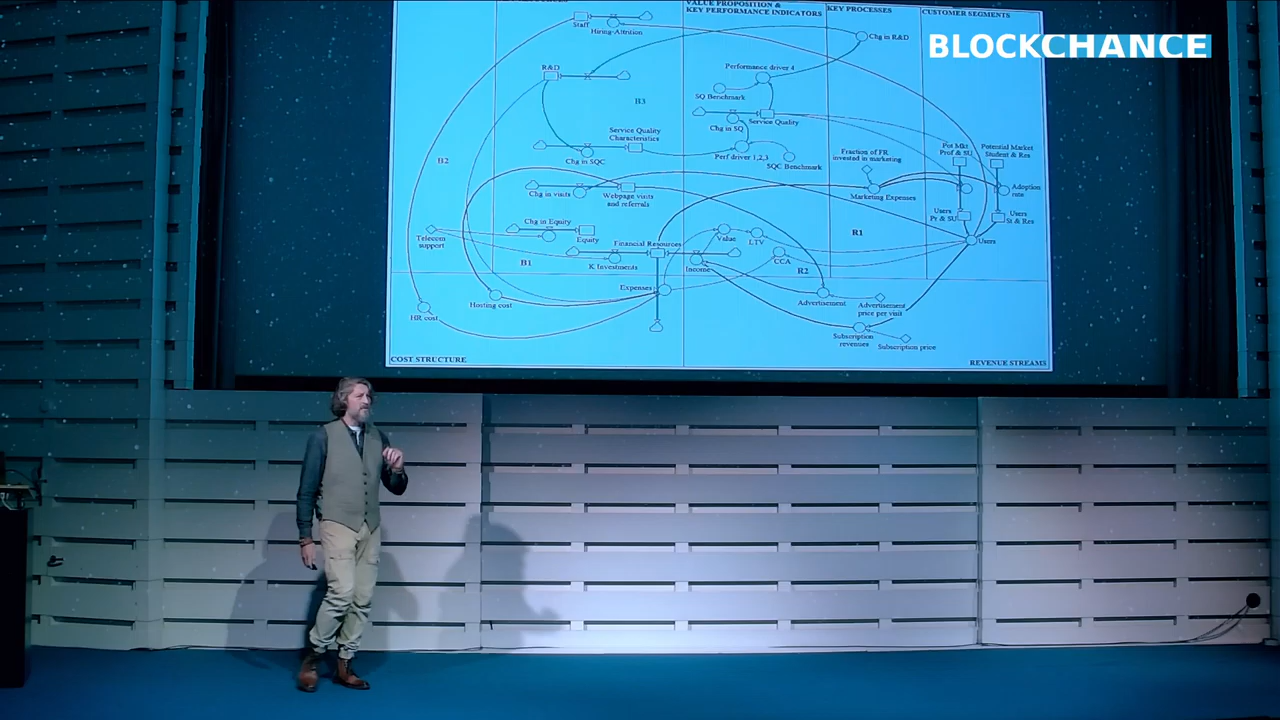 VALUE PROPOSITION &
KEY PERFORMANCE INDICATORS
KEY PROCESSES
CUSTOMER SEGMENTS
BLOCKCHANCE
Staff
Hiring-Attrition
Chg in R&D
R&D
Performance driver 4
SQ Benchmark
B3
Service Quality
Chg in SQ
Service Quality
Characteristics
Chg in SQC
Perf driver 1,2,3
SQC Benchmark
Fraction of FR
invested in marketing
Pot Mkt
Prof & SU
Potential Market
Student & Res
B2
Chg in visits
Webpage visits
and referrals
Marketing Expenses
Adoption
rate
Users
Pr & SU
Users
St & Res
Telecom
support
Chg in Equity
Equity
Financial Resources
Value
LTV
R1
Users
B1
K Investments
Income
CCA
R2
Expenses
Hosting cost
HR cost
Advertisement
Advertisement
price per visit
Subscription
revenues
Subscription price
COST STRUCTURE
REVENUE STREAMS